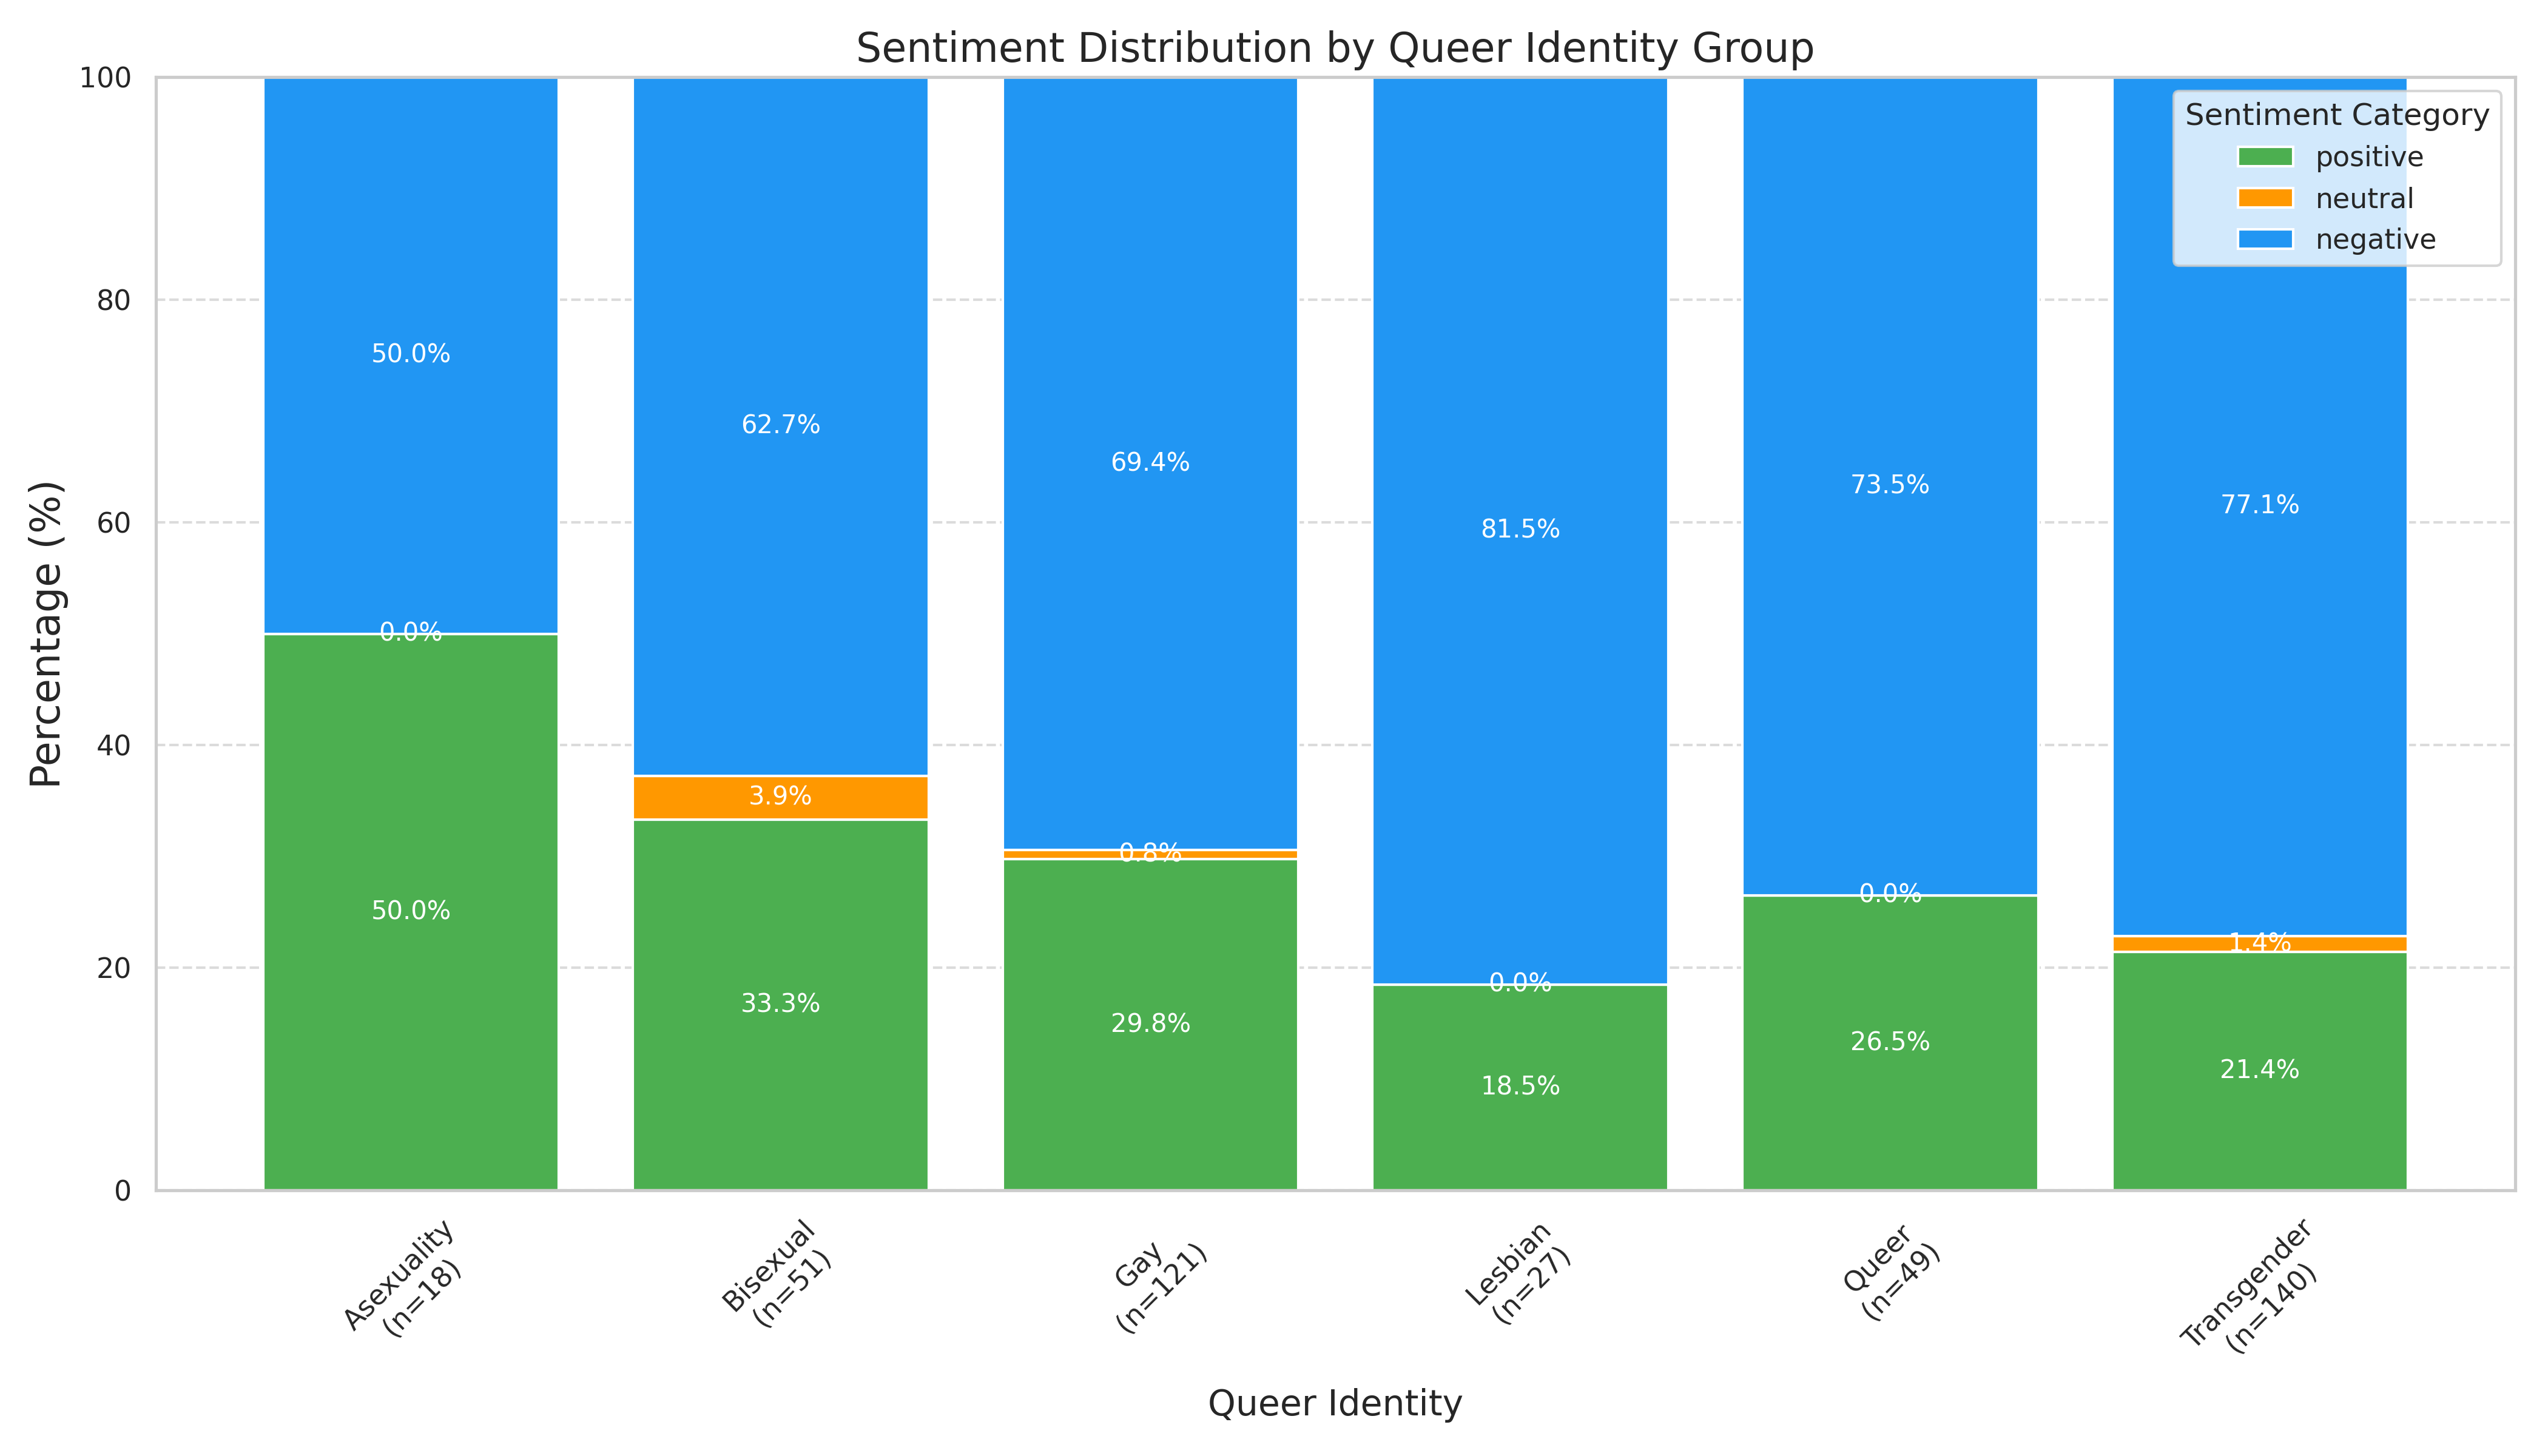 Sentiment Distribution by Queer Identity Group
Percentage (%)
100
80
60
40
20
0
Sentiment Category
positive
neutral
negative
50.0%
0.0%
50.0%
62.7%
3.9%
33.3%
69.4%
0.8%
29.8%
81.5%
0.0%
18.5%
73.5%
0.0%
26.5%
77.1%
1.4%
21.4%
Asexuality
(n=18)
Bisexual
(n=51)
Gay
(n=121)
Lesbian
(n=27)
Queer
(n=49)
Transgender
(n=140)
Queer Identity